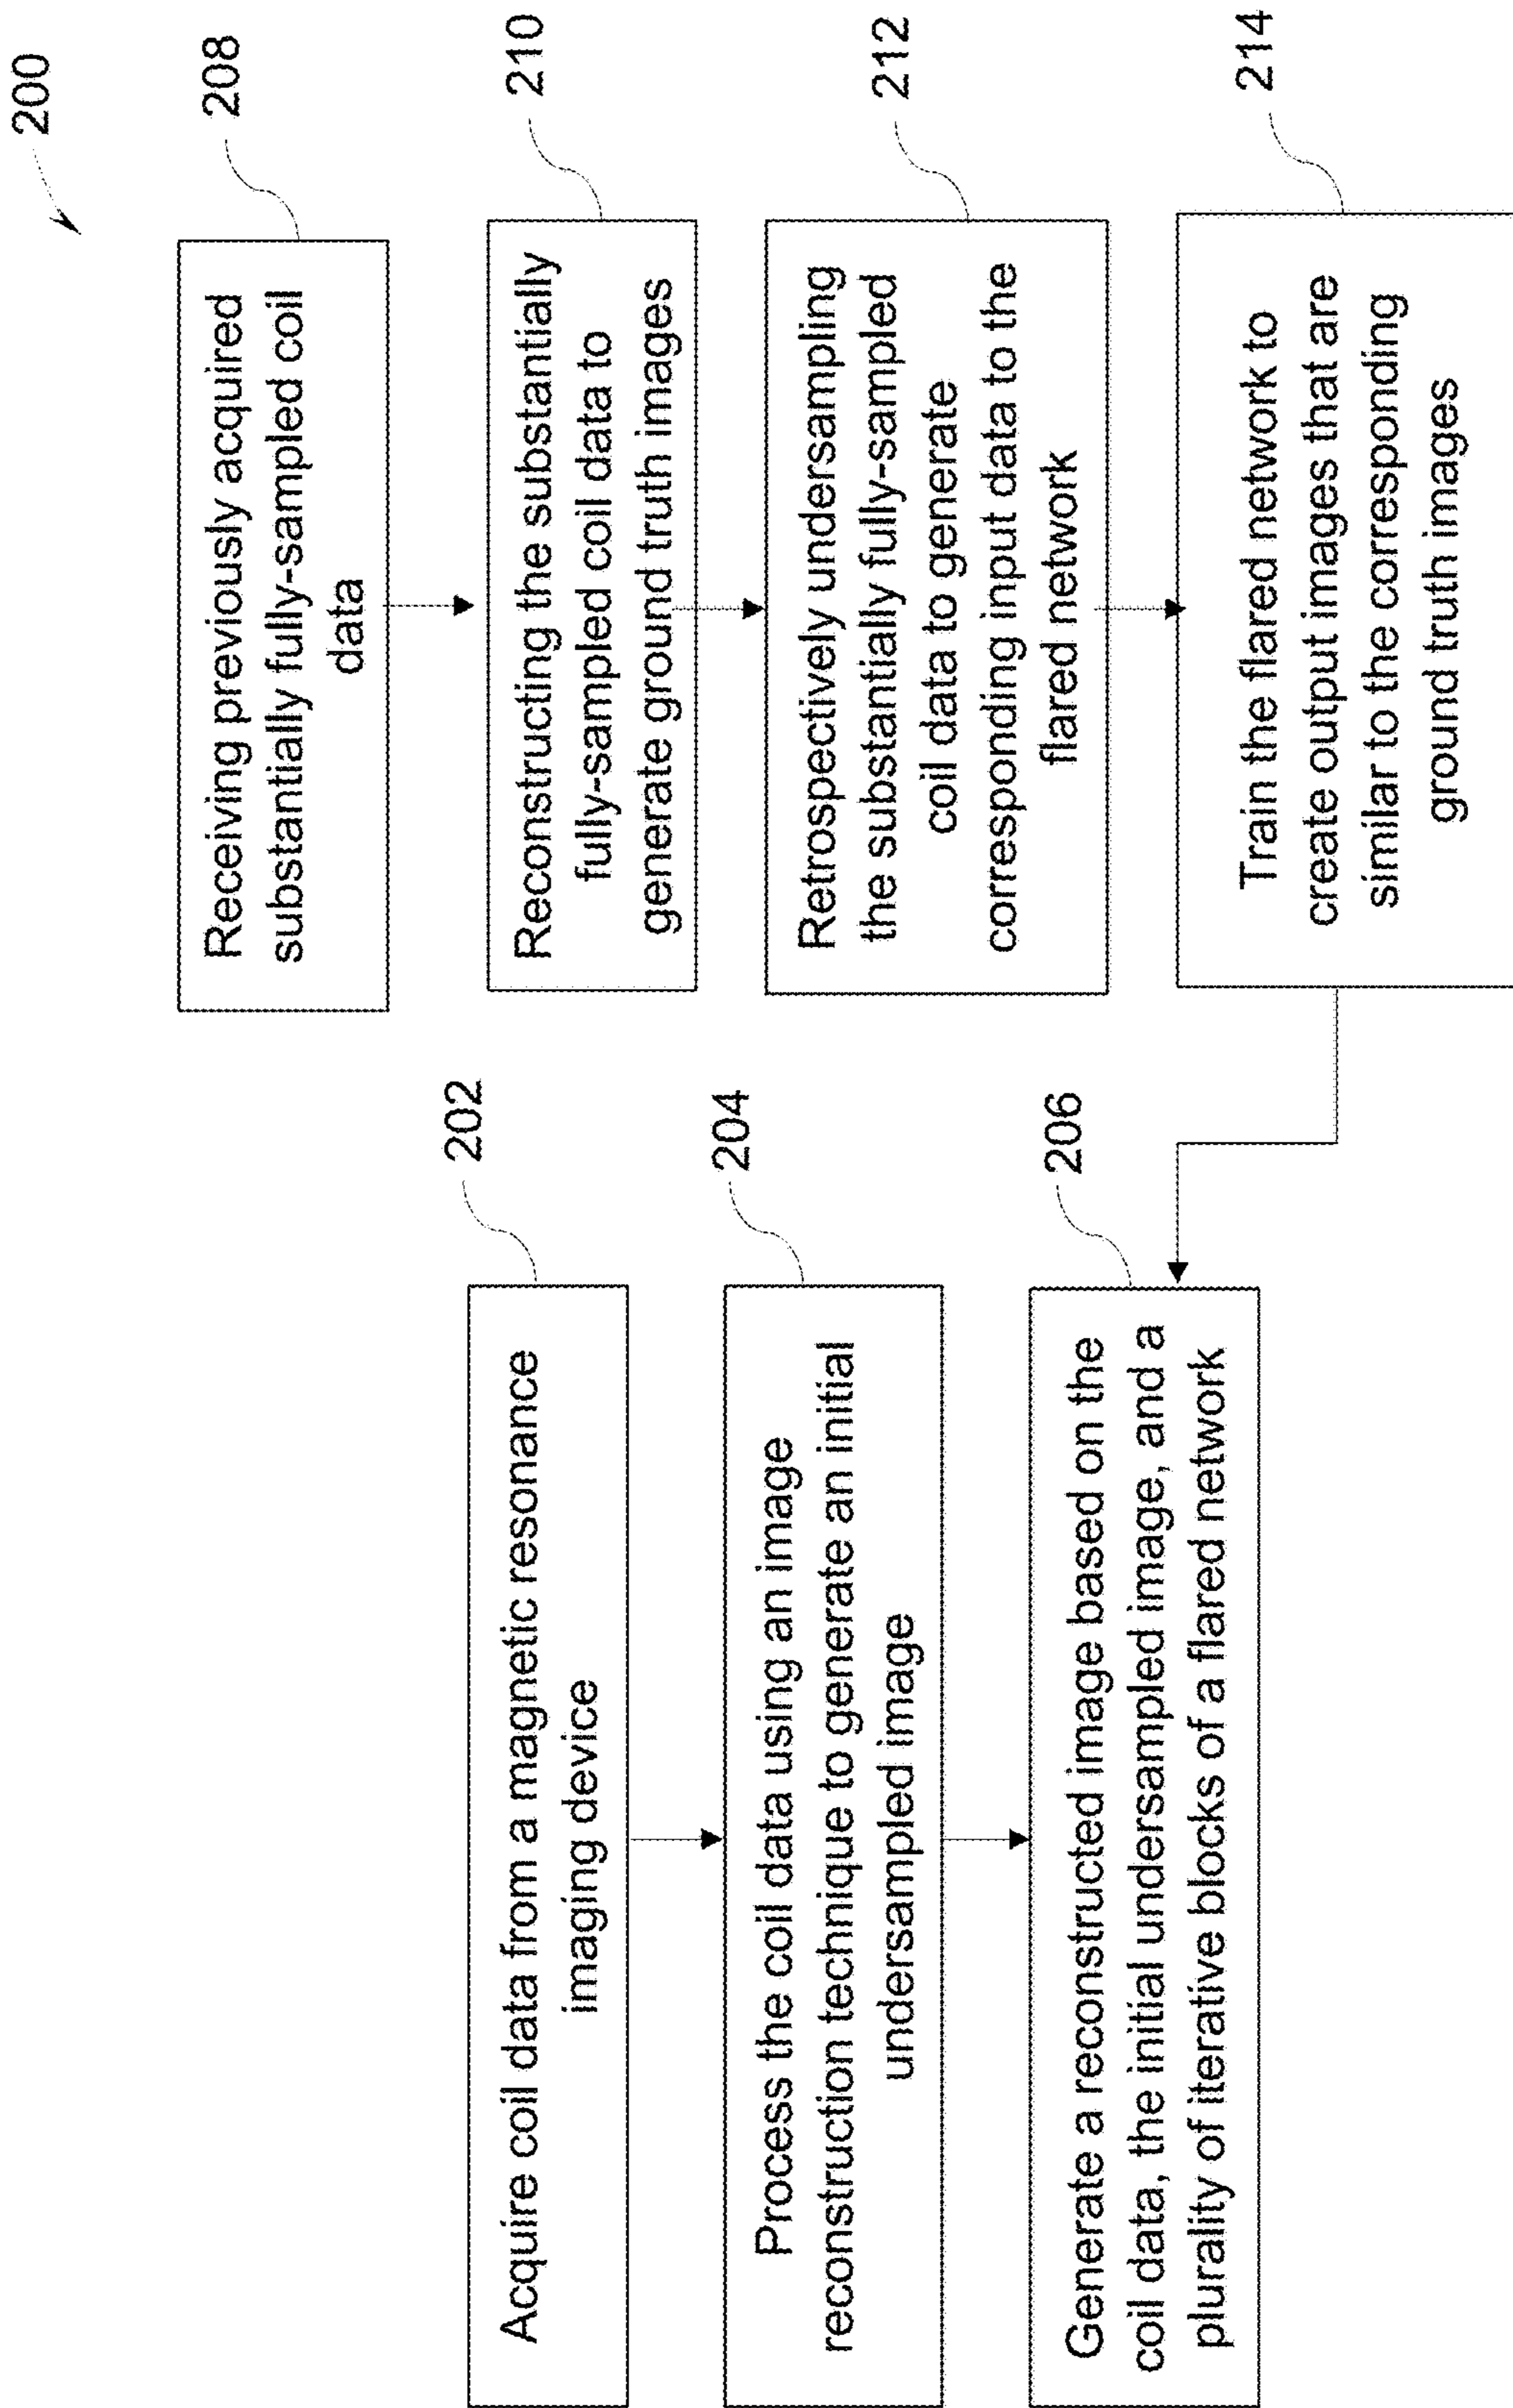 200
202
Acquire coil data from a magnetic resonance
imaging device
204
Process the coil data using an image
reconstruction technique to generate an initial
undersampled image
206
Generate a reconstructed image based on the
coil data, the initial undersampled image, and a
plurality of iterative blocks of a flared network
208
Receiving previously acquired
substantially fully-sampled coil
data
210
Reconstructing the substantially
fully-sampled coil data to
generate ground truth images
212
Retrospectively undersampling
the substantially fully-sampled
coil data to generate
corresponding input data to the
flared network
214
Train the flared network to
create output images that are
similar to the corresponding
ground truth images